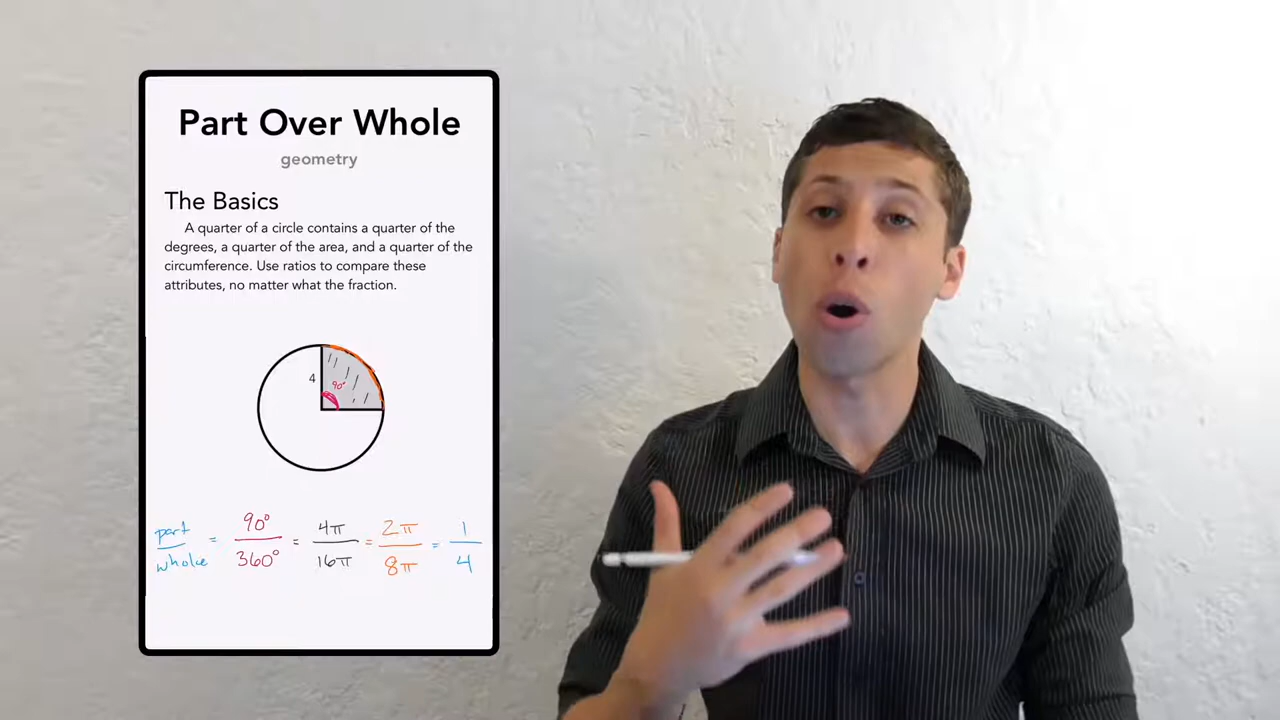 Part Over Whole
geometry
The Basics
A quarter of a circle contains a quarter of the
degrees, a quarter of the area, and a quarter of the
circumference. Use ratios to compare these
attributes, no matter what the fraction.
4
90°
part/whole = 90°/360° = 4π/16π = 2π/8π = 1/4